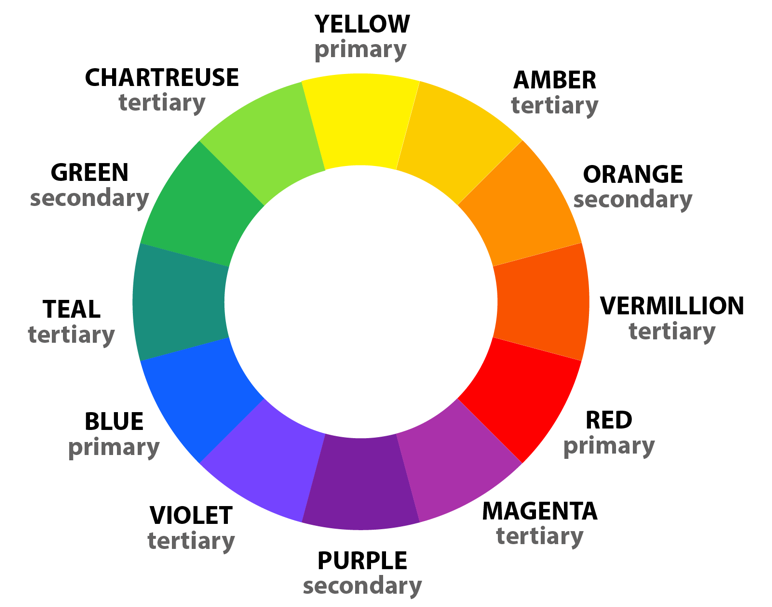 YELLOW
primary
AMBER
tertiary
ORANGE
secondary
VERMILLION
tertiary
RED
primary
MAGENTA
tertiary
PURPLE
secondary
VIOLET
tertiary
BLUE
primary
TEAL
tertiary
GREEN
secondary
CHARTREUSE
tertiary